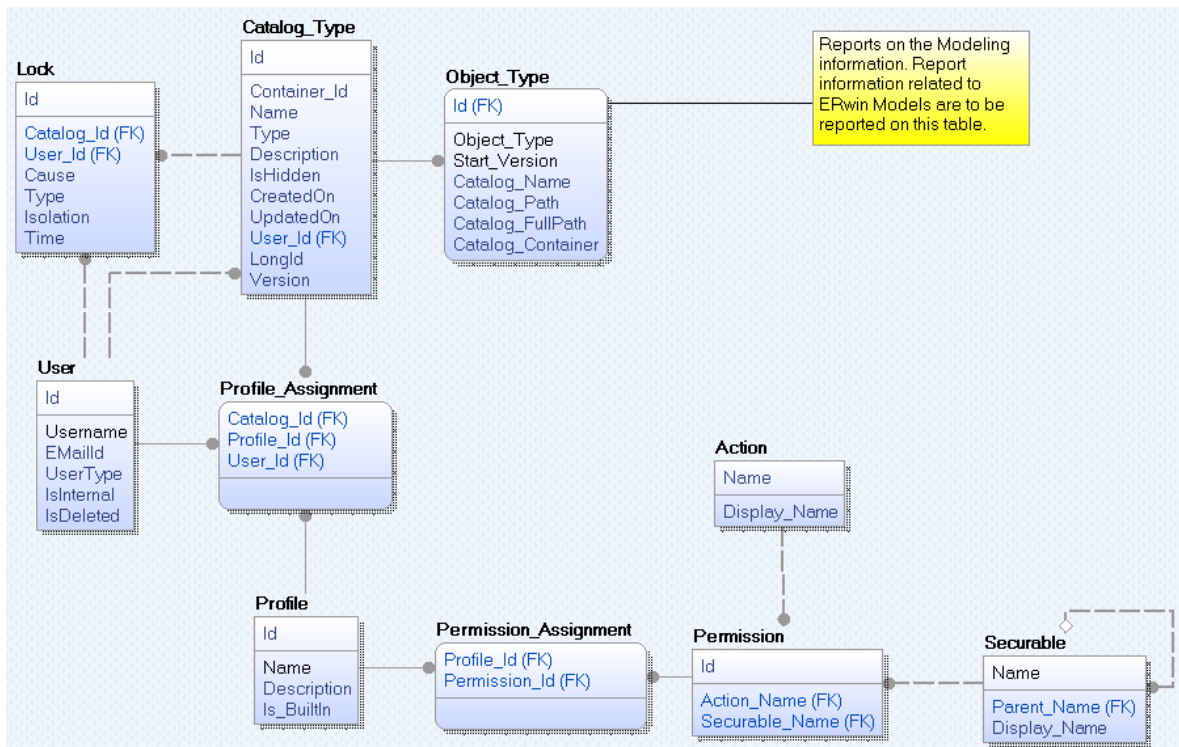 Catalog_Type
Id
Container_Id
Name
Type
Description
IsHidden
CreatedOn
UpdatedOn
User_Id (FK)
LongId
Version
Lock
Id
Catalog_Id (FK)
User_Id (FK)
Cause
Type
Isolation
Time
Object_Type
Id (FK)
Object_Type
Start_Version
Catalog_Name
Catalog_Path
Catalog_FullPath
Catalog_Container
Reports on the Modeling
information. Report
information related to
ERwin Models are to be
reported on this table.
User
Id
Username
EMailId
UserType
IsInternal
IsDeleted
Profile_Assignment
Catalog_Id (FK)
Profile_Id (FK)
User_Id (FK)
Action
Name
Display_Name
Profile
Id
Name
Description
Is_BuiltIn
Permission_Assignment
Profile_Id (FK)
Permission_Id (FK)
Permission
Id
Action_Name (FK)
Securable_Name (FK)
Securable
Name
Parent_Name (FK)
Display_Name